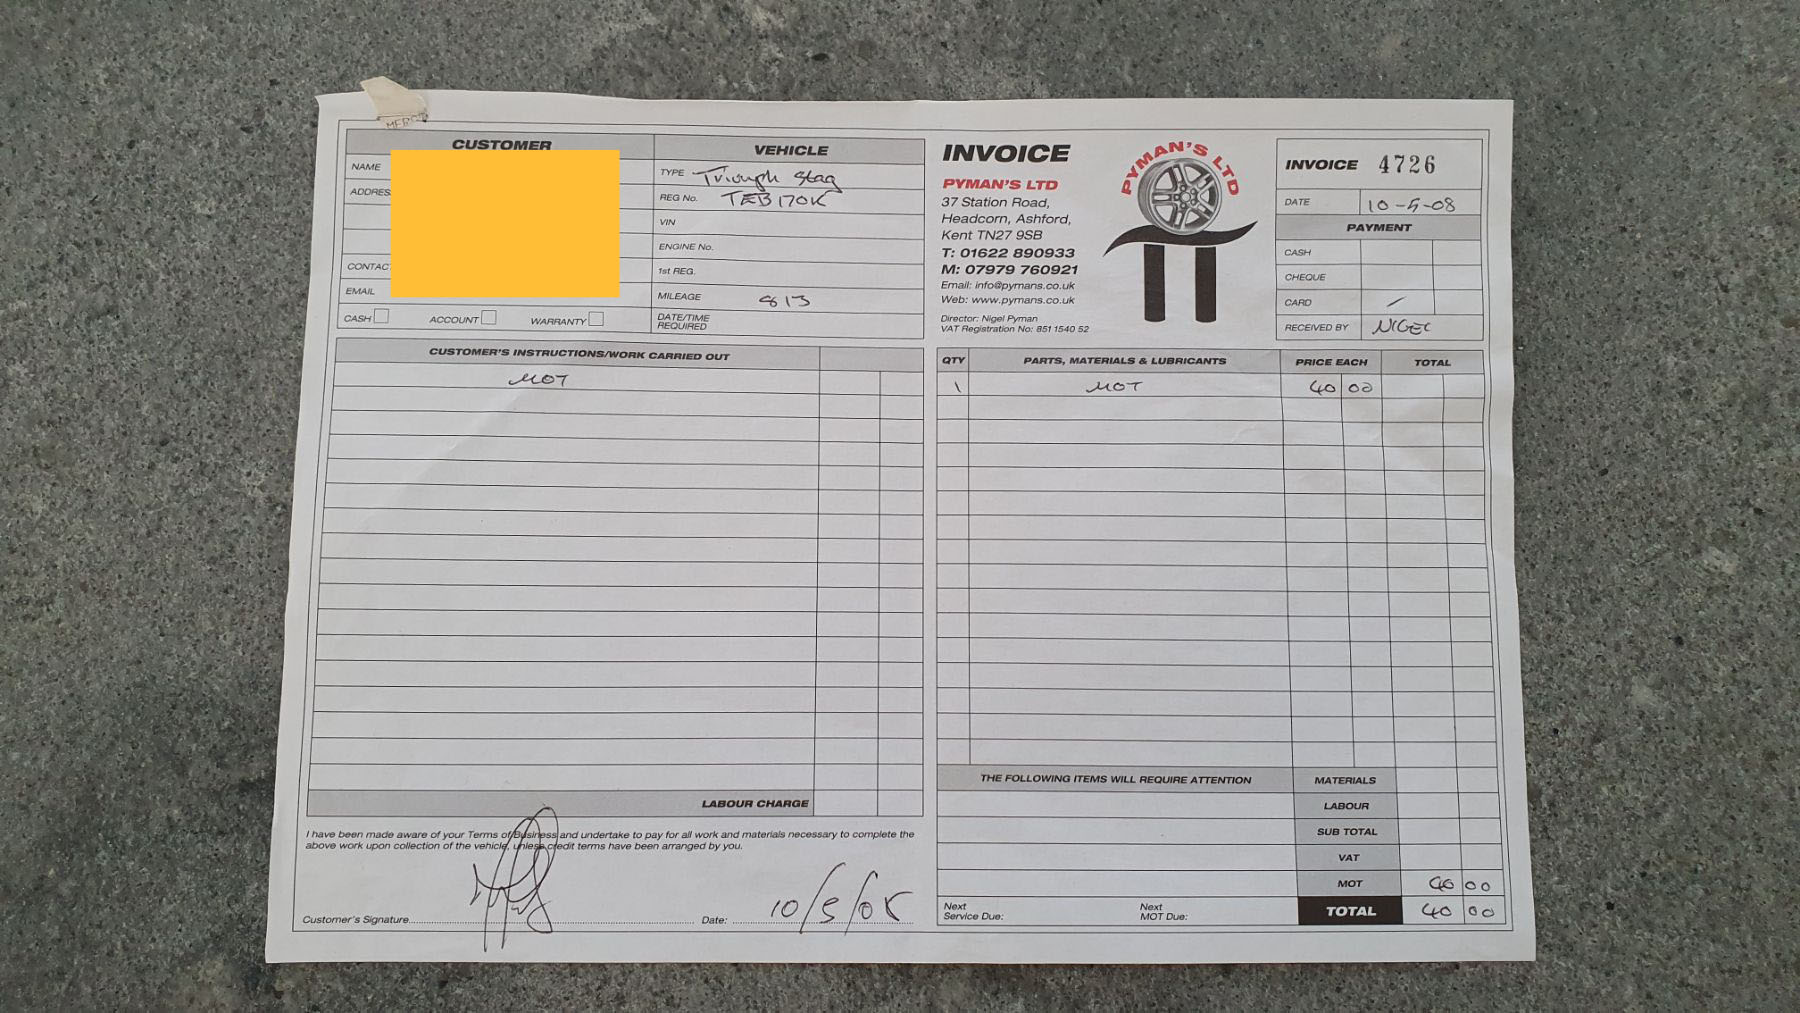 MERC
CUSTOMER
NAME
ADDRES
CONTAC
EMAIL
CASH ACCOUNT WARRANTY
VEHICLE
TYPE Triumph Stag
REG No. TEB170K
VIN
ENGINE No.
1st REG.
MILEAGE 813
DATE/TIME
REQUIRED
INVOICE
PYMAN'S LTD
37 Station Road,
Headcorn, Ashford,
Kent TN27 9SB
T: 01622 890933
M: 07979 760921
Email: info@pymans.co.uk
Web: www.pymans.co.uk
Director: Nigel Pyman
VAT Registration No: 851 1540 52
PYMAN'S LTD
INVOICE 4726
DATE 10-5-08
PAYMENT
CASH
CHEQUE
CARD /
RECEIVED BY NIGEL
CUSTOMER'S INSTRUCTIONS/WORK CARRIED OUT
MOT
LABOUR CHARGE
I have been made aware of your Terms of Business and undertake to pay for all work and materials necessary to complete the
above work upon collection of the vehicle, unless credit terms have been arranged by you.
Customer's Signature Date: 10/5/08
QTY PARTS, MATERIALS & LUBRICANTS PRICE EACH TOTAL
1 MOT 40 00
THE FOLLOWING ITEMS WILL REQUIRE ATTENTION
MATERIALS
LABOUR
SUB TOTAL
VAT
MOT 40 00
TOTAL 40 00
Next
Service Due:
Next
MOT Due: